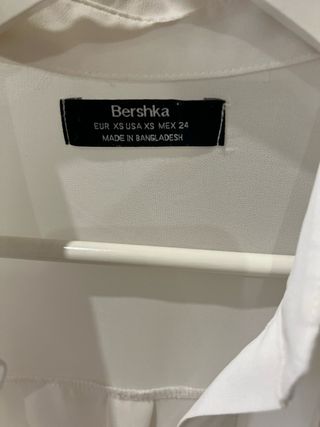 Bershka
EUR XS USA XS MEX 24
MADE IN BANGLADESH